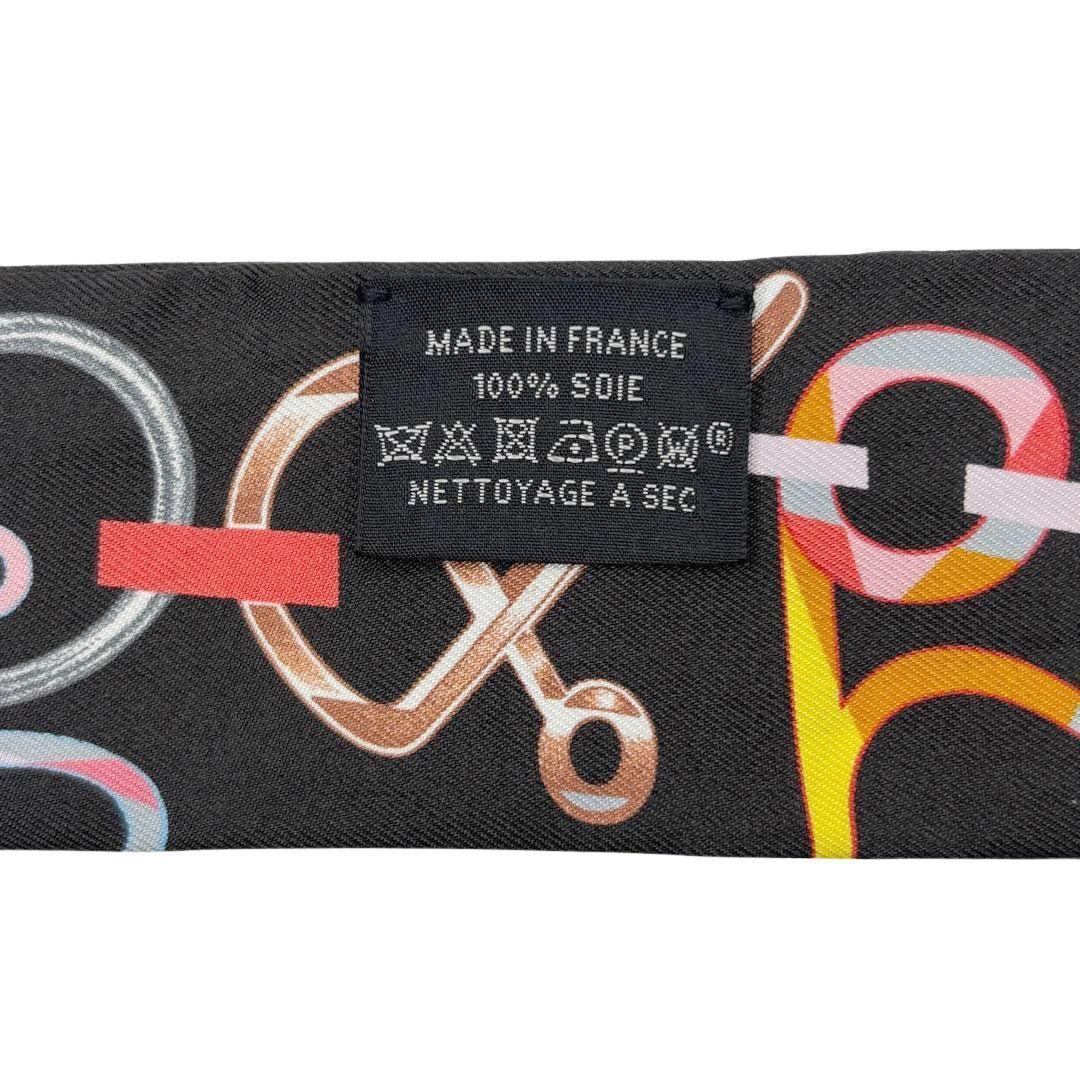 MADE IN FRANCE
100% SOIE
P W ®
NETTOYAGE A SEC